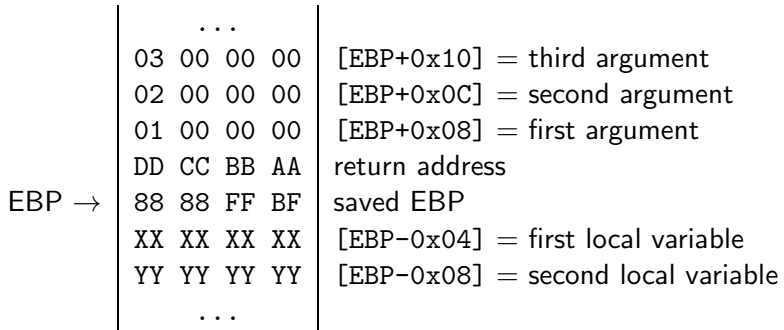 ...
03 00 00 00 [EBP+0x10] = third argument
02 00 00 00 [EBP+0x0C] = second argument
01 00 00 00 [EBP+0x08] = first argument
DD CC BB AA return address
EBP → 88 88 FF BF saved EBP
XX XX XX XX [EBP-0x04] = first local variable
YY YY YY YY [EBP-0x08] = second local variable
...